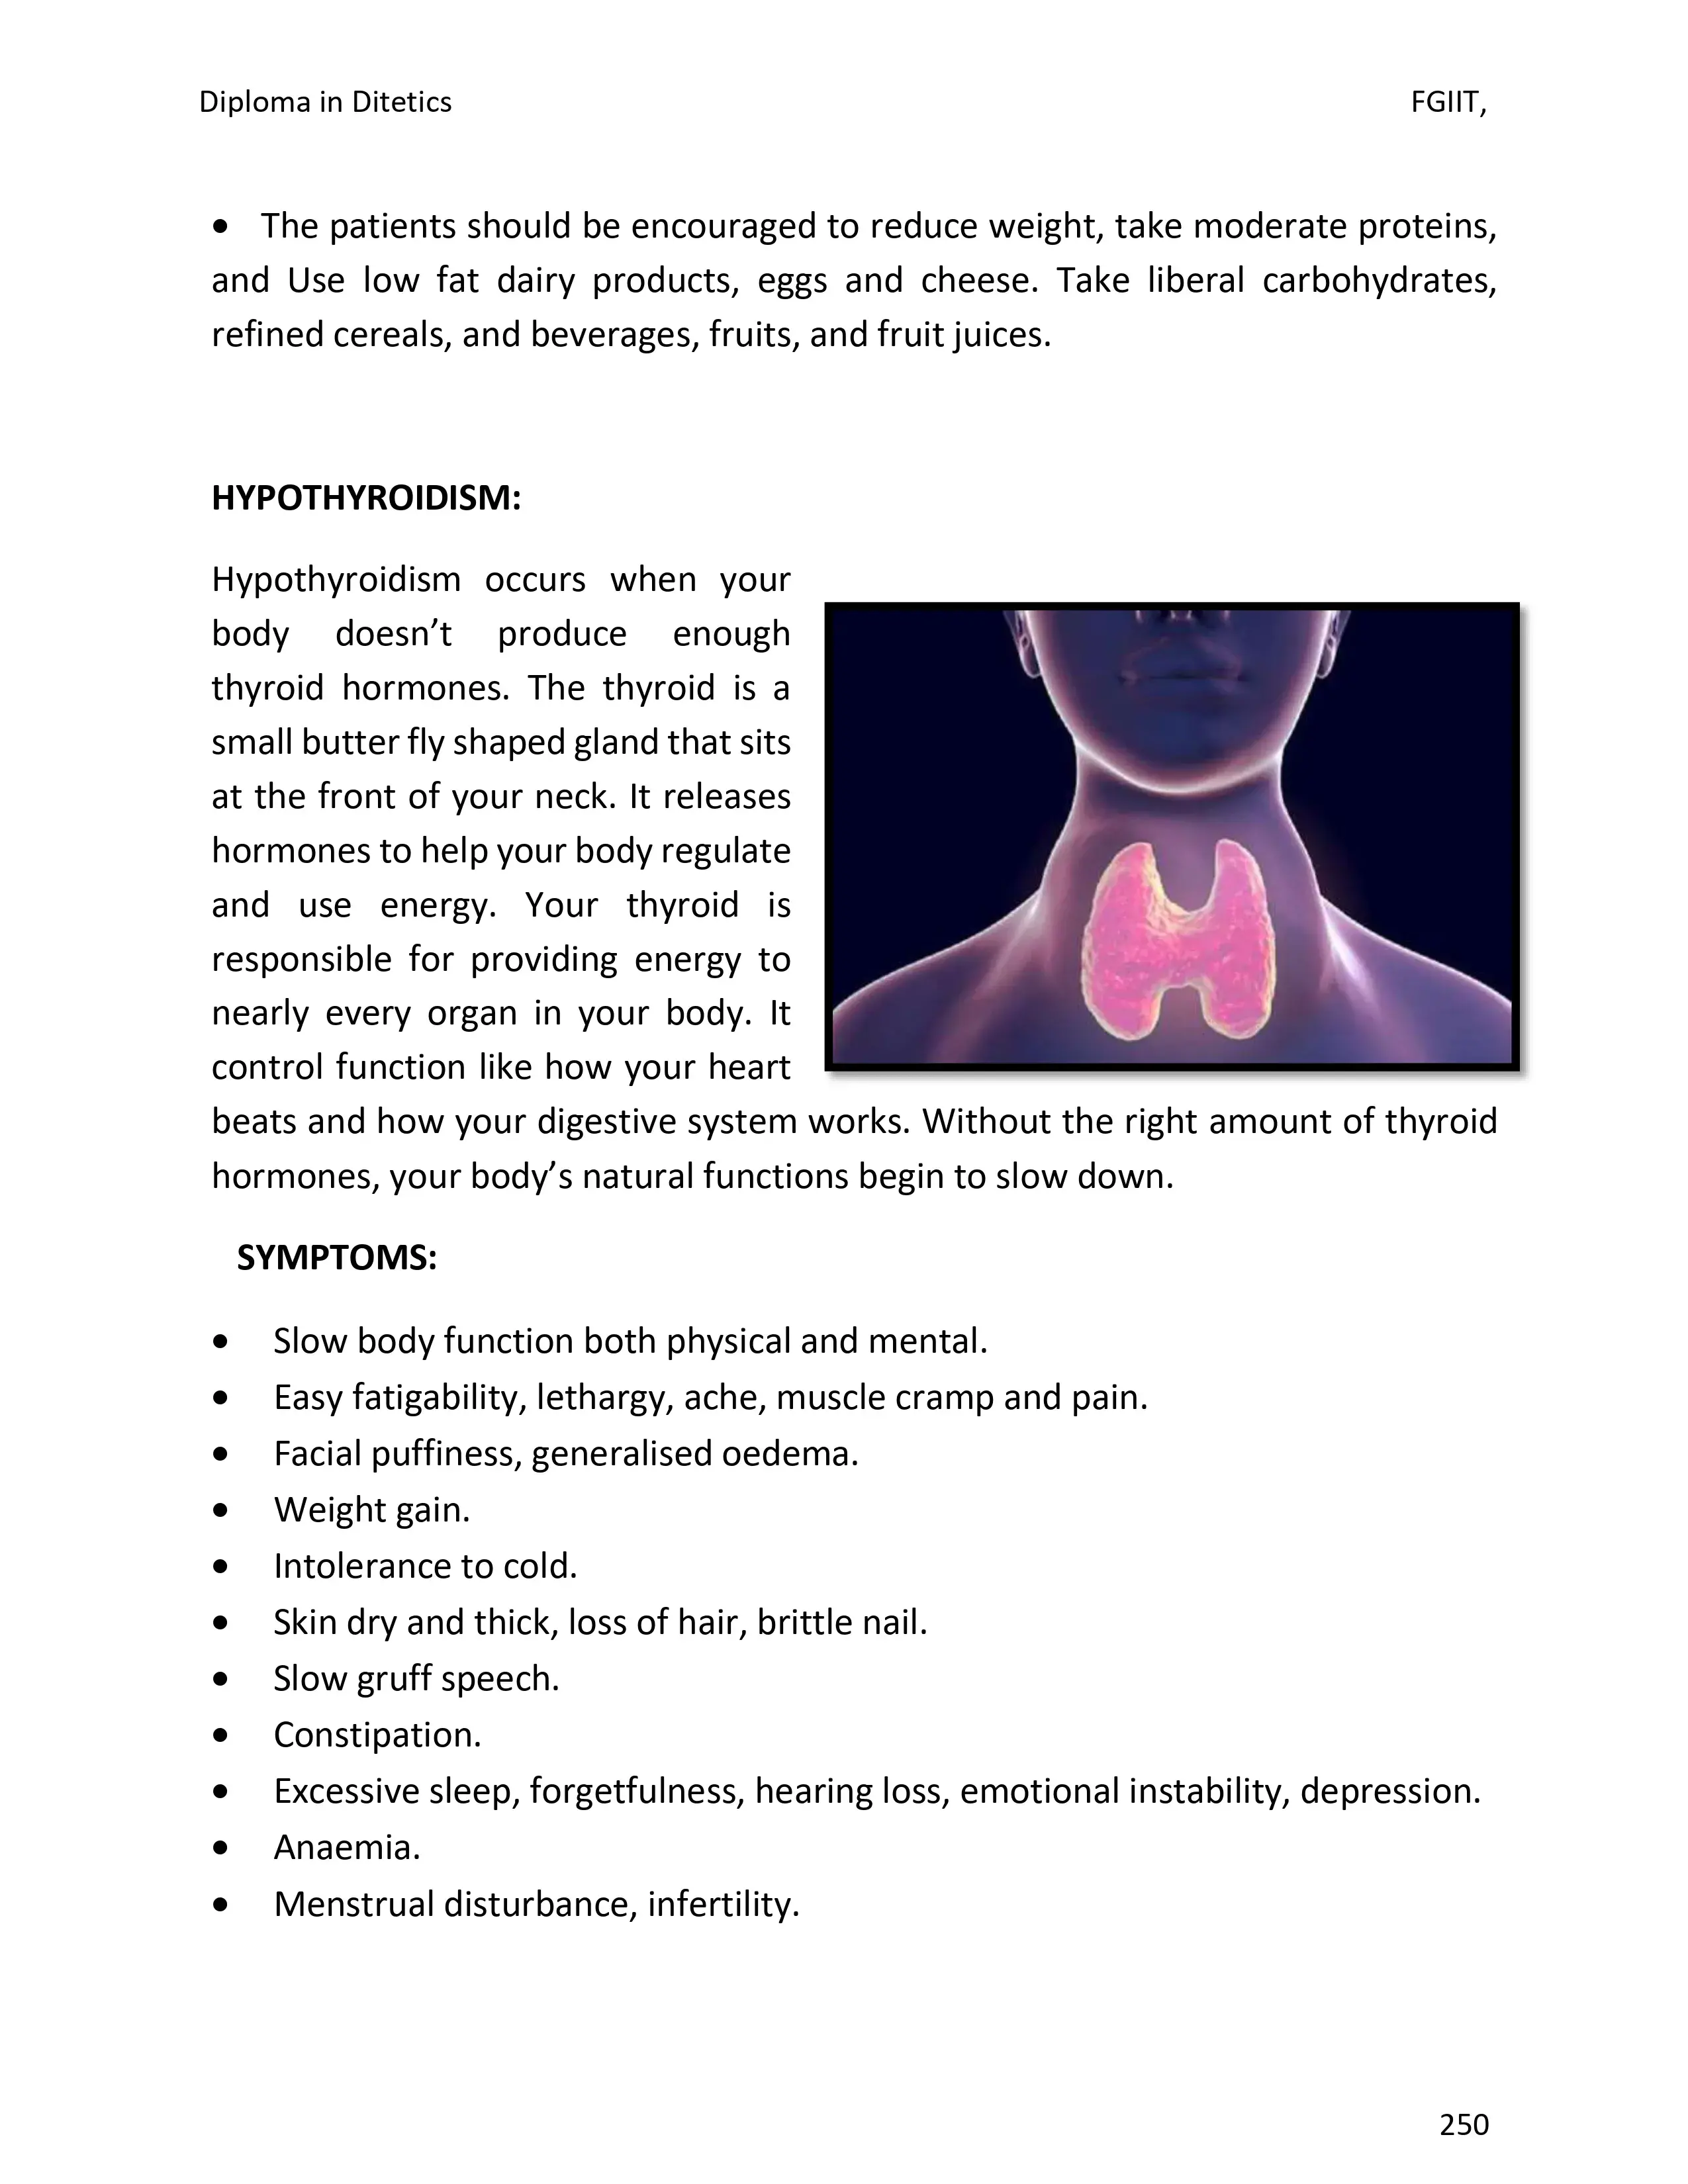 Diploma in Ditetics FGIIT,
• The patients should be encouraged to reduce weight, take moderate proteins,
and Use low fat dairy products, eggs and cheese. Take liberal carbohydrates,
refined cereals, and beverages, fruits, and fruit juices.
HYPOTHYROIDISM:
Hypothyroidism occurs when your
body doesn’t produce enough
thyroid hormones. The thyroid is a
small butter fly shaped gland that sits
at the front of your neck. It releases
hormones to help your body regulate
and use energy. Your thyroid is
responsible for providing energy to
nearly every organ in your body. It
control function like how your heart
beats and how your digestive system works. Without the right amount of thyroid
hormones, your body’s natural functions begin to slow down.
SYMPTOMS:
• Slow body function both physical and mental.
• Easy fatigability, lethargy, ache, muscle cramp and pain.
• Facial puffiness, generalised oedema.
• Weight gain.
• Intolerance to cold.
• Skin dry and thick, loss of hair, brittle nail.
• Slow gruff speech.
• Constipation.
• Excessive sleep, forgetfulness, hearing loss, emotional instability, depression.
• Anaemia.
• Menstrual disturbance, infertility.
250